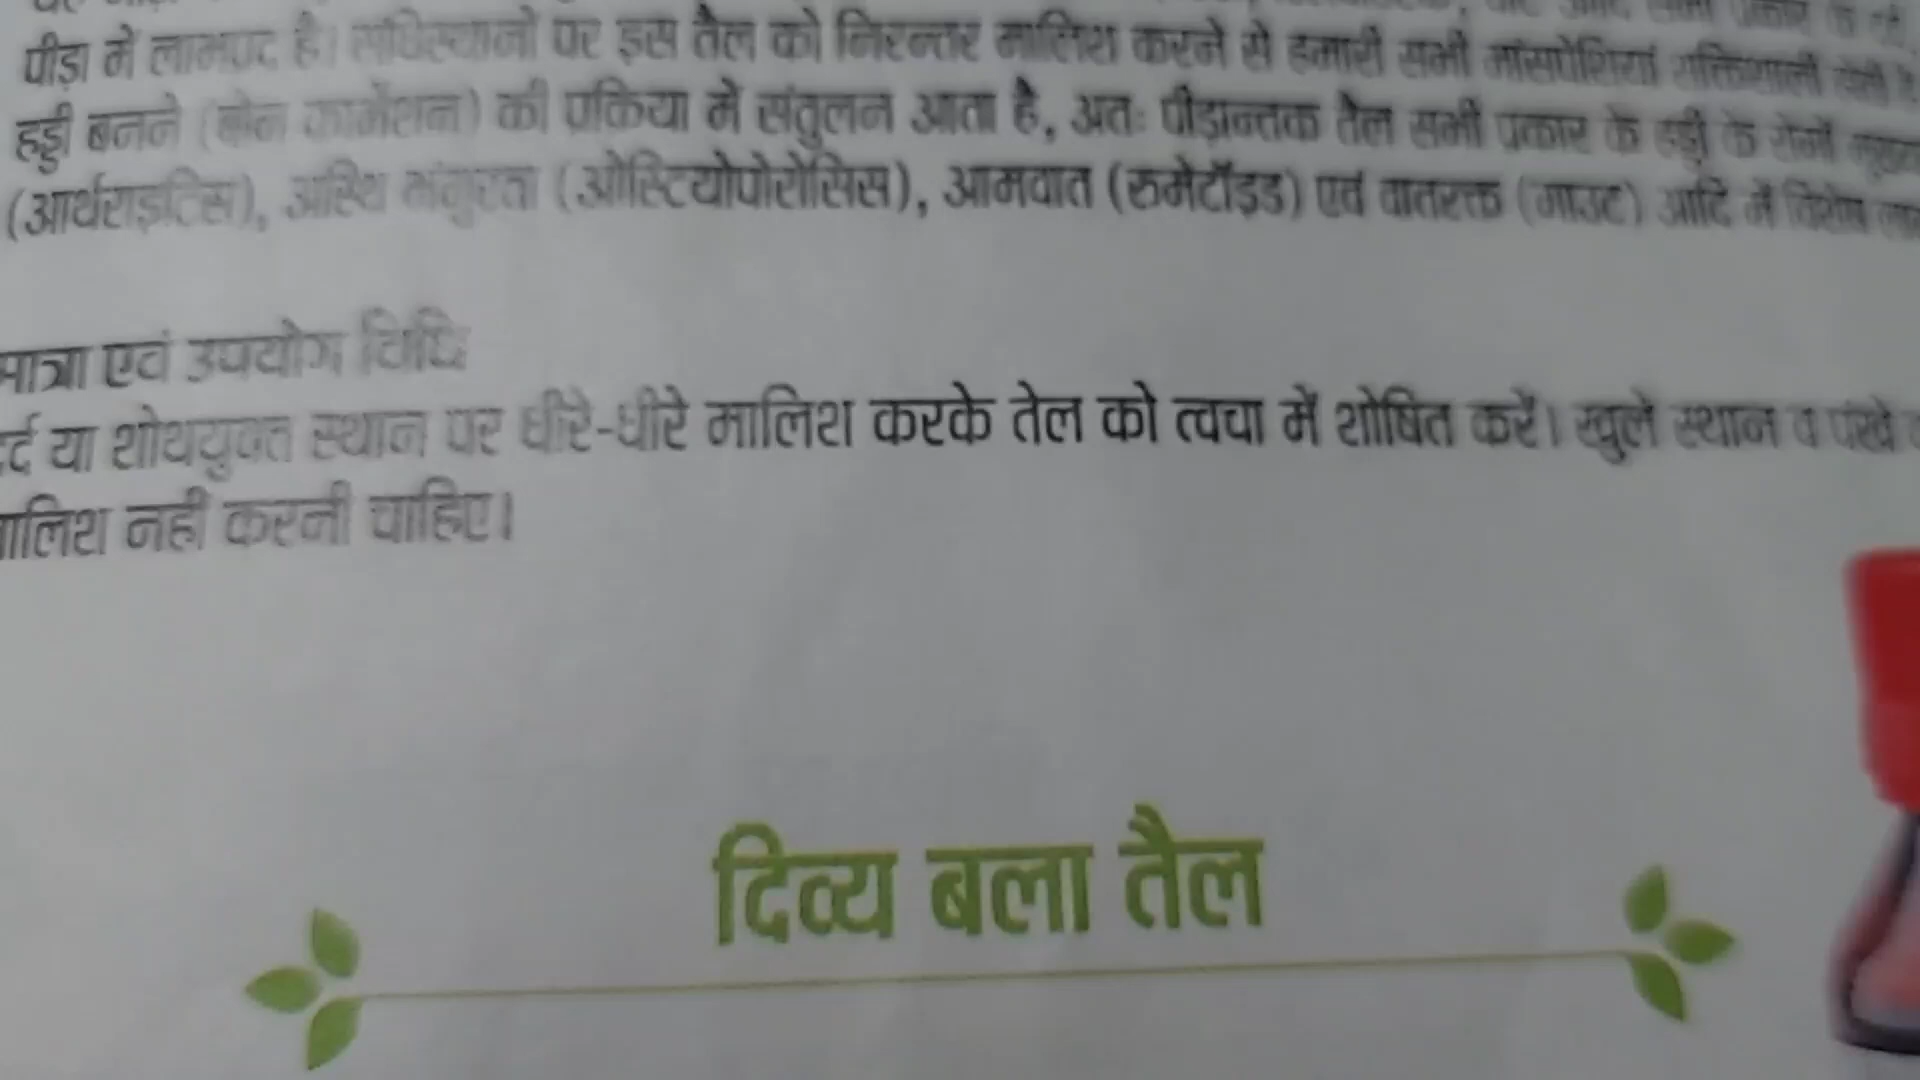 पीड़ा में लाभप्रद है। संधिस्थानों पर इस तैल को निरन्तर मालिश करने से हमारी सभी मांसपेशियां शक्तिशाली होती
हड्डी बनने (बोन फार्मेशन) की प्रकिया में संतुलन आता है, अतः पीड़ान्तक तैल सभी प्रकार के हड्डी के रोगों
(आर्थराइटिस), अस्थि भंगुरता (ओस्टियोपोरोसिस), आमवात (रुमेटॉइड) एवं वातरक्त (गाउट) आदि में विशेष
मात्रा एवं उपयोग विधिः
दर्द या शोथयुक्त स्थान पर धीरे-धीरे मालिश करके तेल को त्वचा में शोषित करें। खुले स्थान व पंखे
मालिश नहीं करनी चाहिए।
दिव्य बला तैल